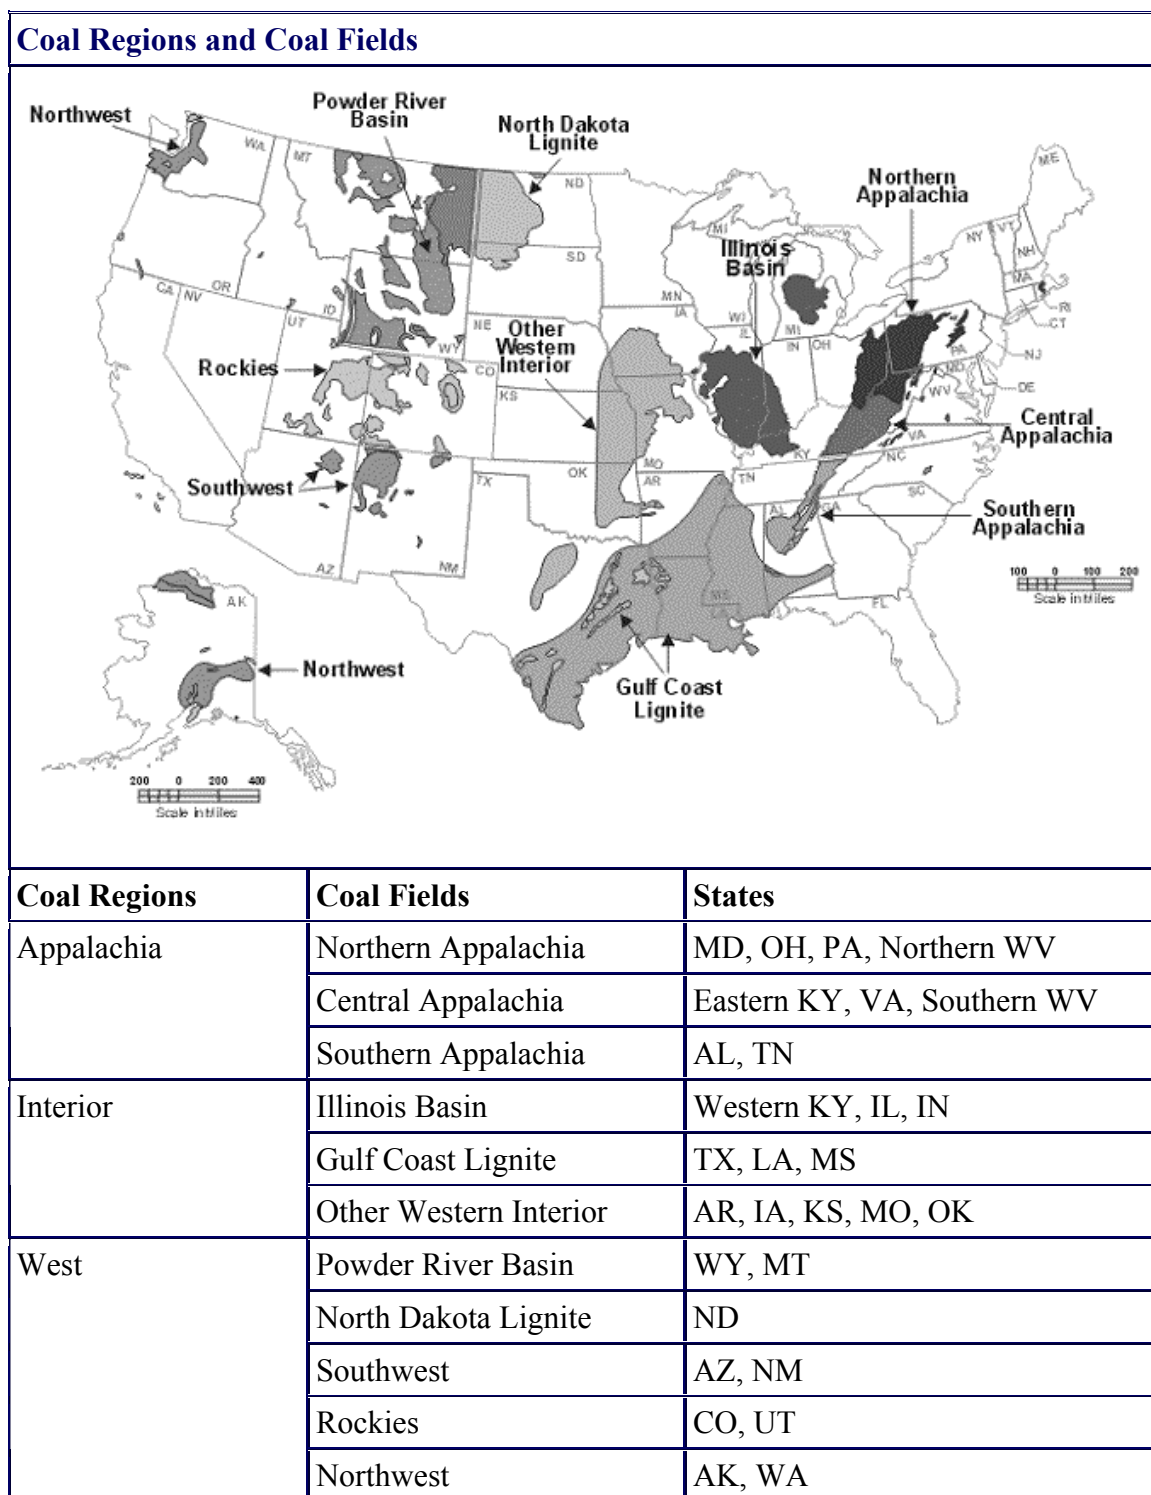 Coal Regions and Coal Fields
Northwest
Powder River
Basin
North Dakota
Lignite
Northern
Appalachia
Illinois
Basin
Other
Western
Interior
Rockies
Southwest
Central
Appalachia
Southern
Appalachia
Gulf Coast
Lignite
Northwest
WA
MT
ND
ME
MI
NY
VT
NH
MA
RI
CT
SD
MN
WI
OR
CA
NV
ID
UT
WY
NE
IA
IL
MI
IN
OH
PA
NJ
MD
DE
WV
VA
CO
KS
MO
KY
NC
OK
AR
TN
SC
TX
AL
GA
AZ
NM
MS
LA
FL
AK
100 0 100 200
Scale in Miles
200 0 200 400
Scale in Miles
Coal Regions Coal Fields States
Appalachia Northern Appalachia MD, OH, PA, Northern WV
Central Appalachia Eastern KY, VA, Southern WV
Southern Appalachia AL, TN
Interior Illinois Basin Western KY, IL, IN
Gulf Coast Lignite TX, LA, MS
Other Western Interior AR, IA, KS, MO, OK
West Powder River Basin WY, MT
North Dakota Lignite ND
Southwest AZ, NM
Rockies CO, UT
Northwest AK, WA